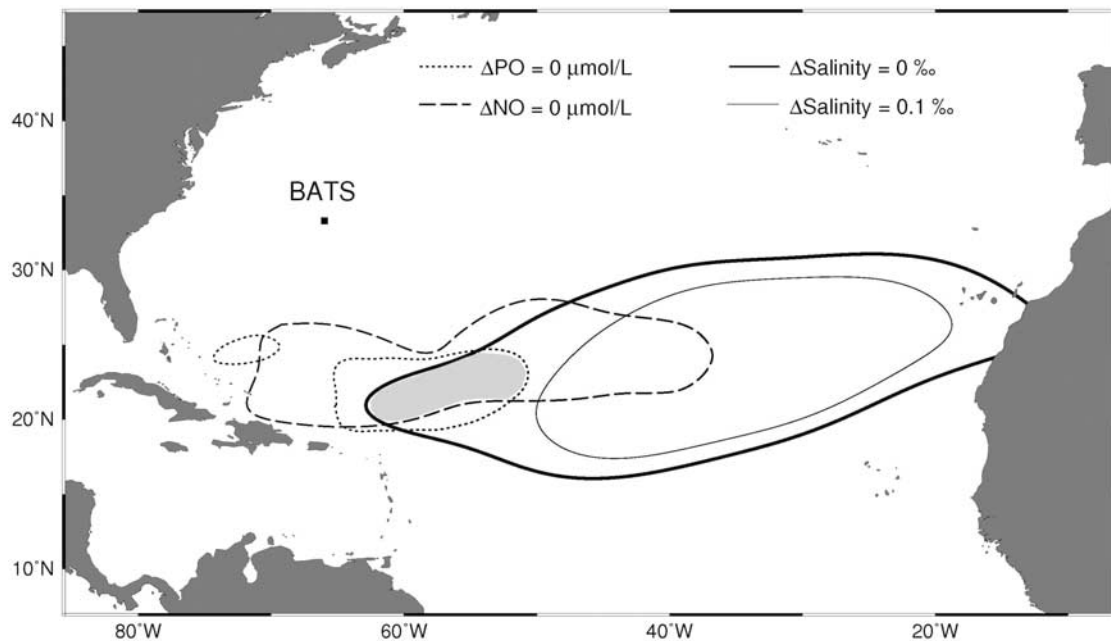 ΔPO = 0 μmol/L
ΔSalinity = 0 ‰
ΔNO = 0 μmol/L
ΔSalinity = 0.1 ‰
40°N
BATS
30°N
20°N
10°N
80°W
60°W
40°W
20°W